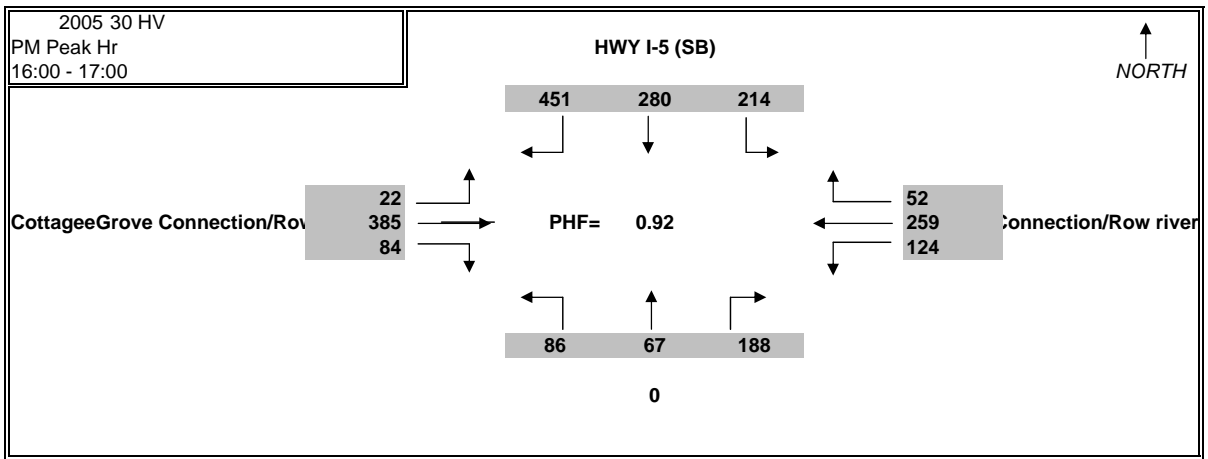 2005 30 HV
PM Peak Hr
16:00 - 17:00
HWY I-5 (SB)
NORTH
451 280 214
22
385
84
CottageeGrove Connection/Row
PHF= 0.92
52
259
124
Connection/Row river
86 67 188
0